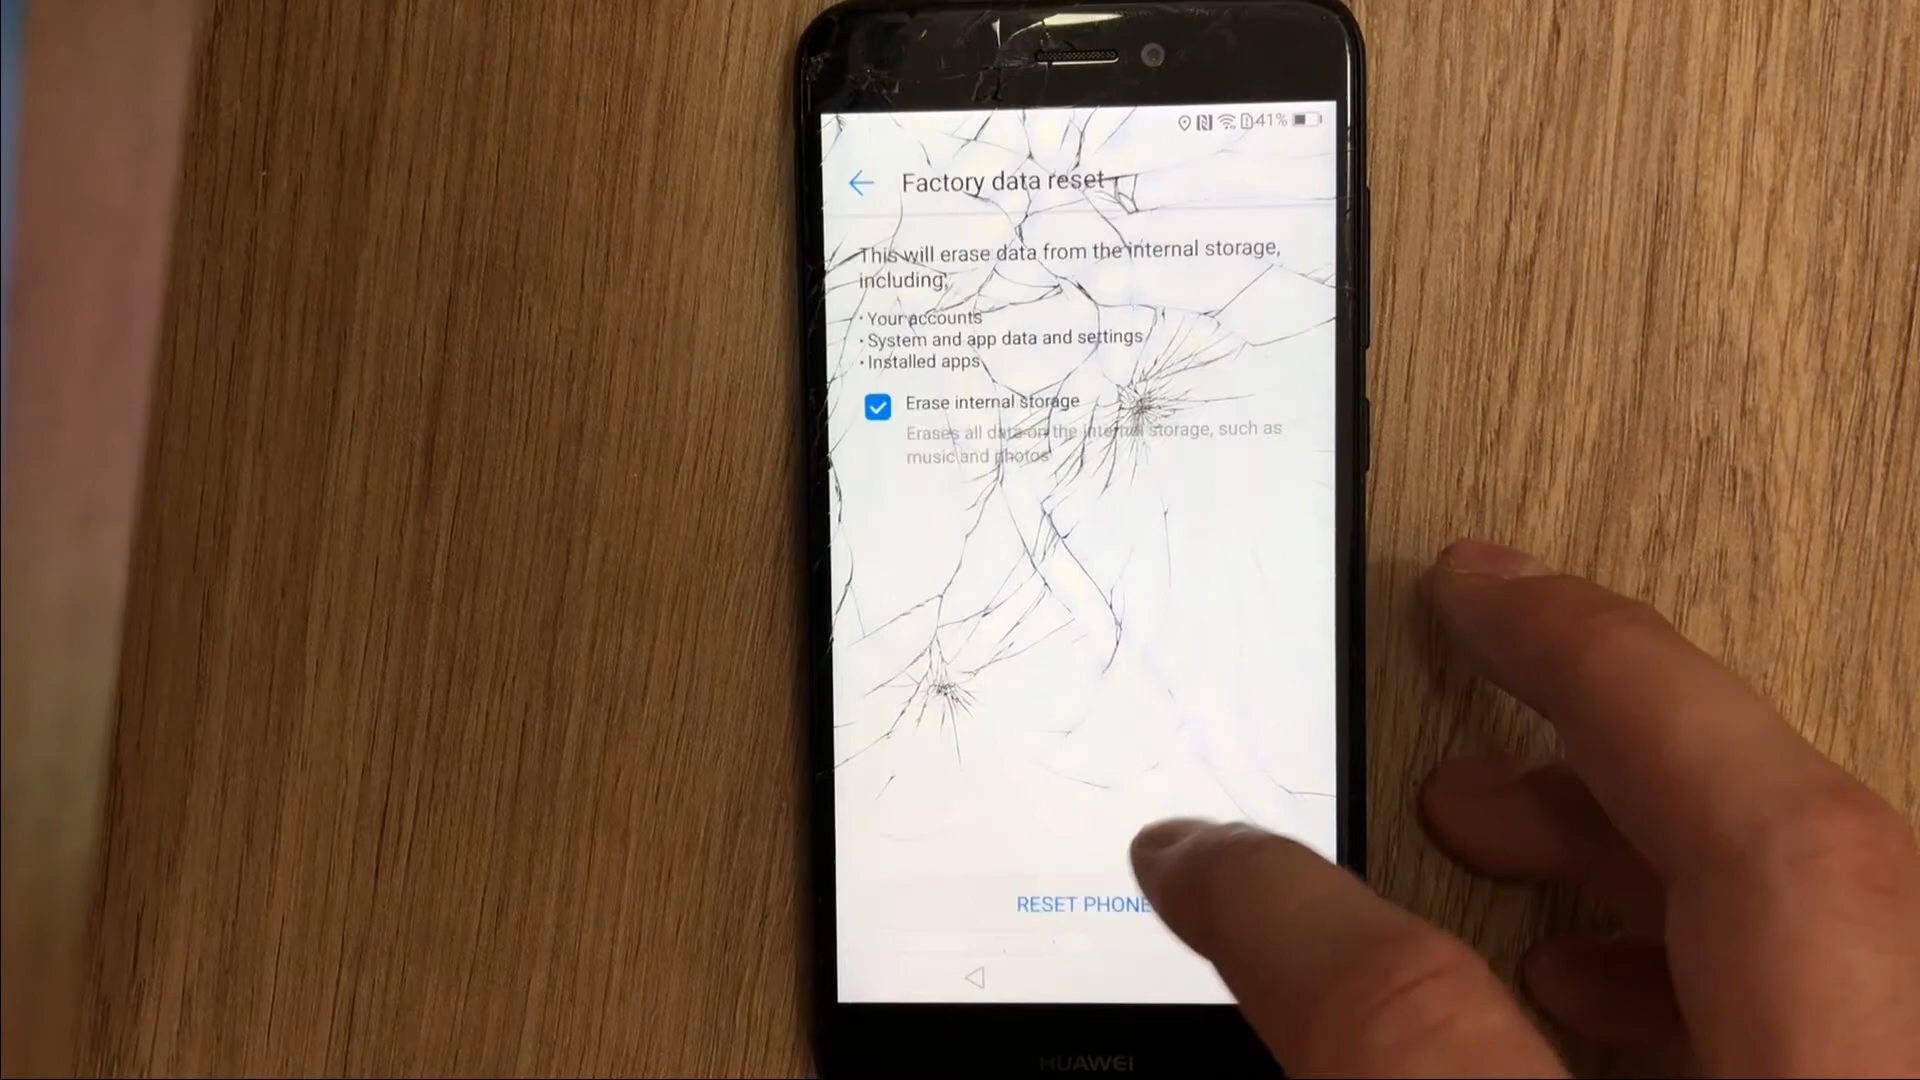 41%
Factory data reset
This will erase data from the internal storage,
including:
· Your accounts
· System and app data and settings
· Installed apps
Erase internal storage
Erases all data on the internal storage, such as
music and photos
RESET PHONE
HUAWEI